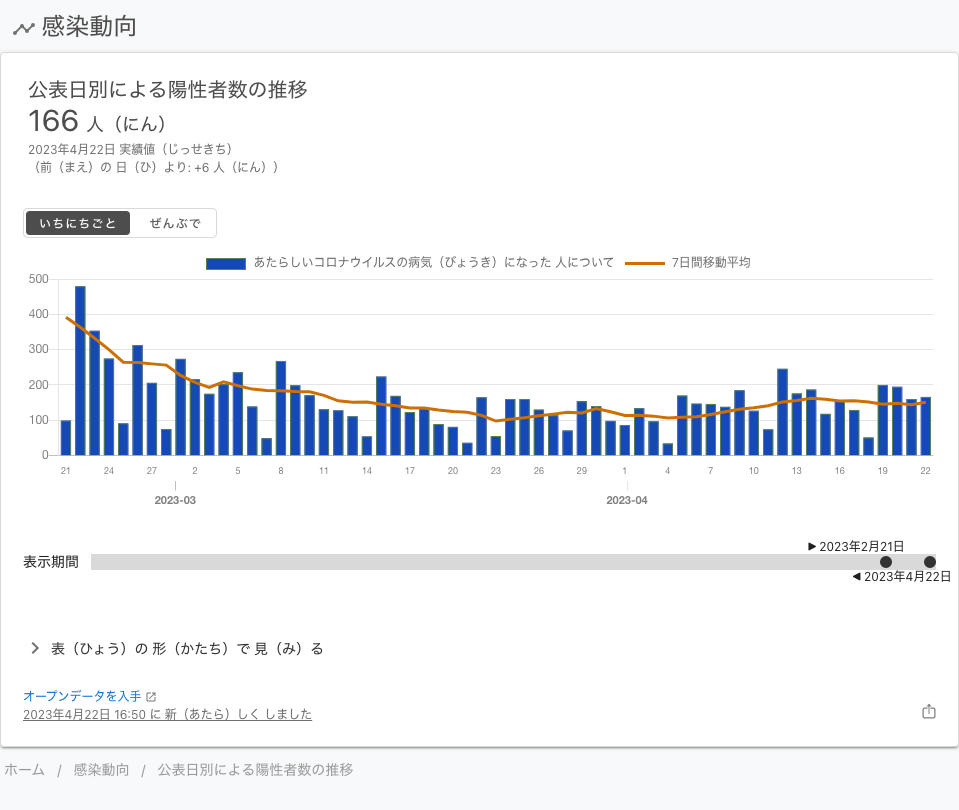 感染動向
公表日別による陽性者数の推移
166 人（にん）
2023年4月22日 実績値（じっせきち）
（前（まえ）の 日（ひ）より: +6 人（にん））
いちにちごと ぜんぶで
あたらしいコロナウイルスの病気（びょうき）になった 人について 7日間移動平均
500
400
300
200
100
0
21 24 27 2 5 8 11 14 17 20 23 26 29 1 4 7 10 13 16 19 22
2023-03 2023-04
2023年2月21日
表示期間
2023年4月22日
表（ひょう）の 形（かたち）で 見（み）る
オープンデータを入手
2023年4月22日 16:50 に 新（あたら）しく しました
ホーム / 感染動向 / 公表日別による陽性者数の推移